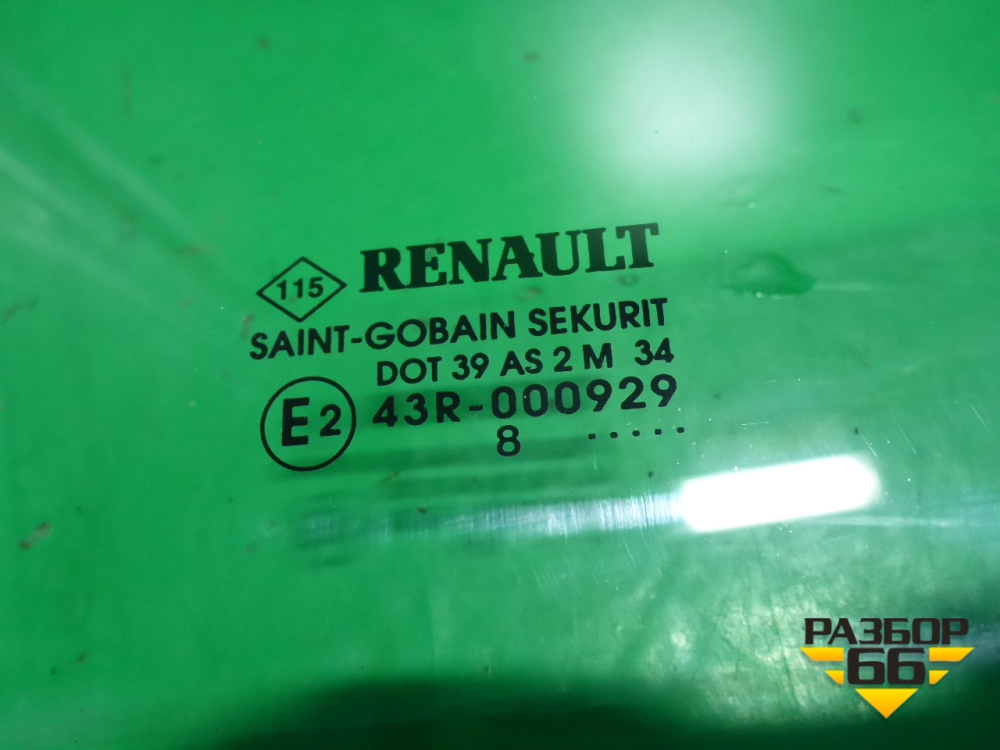 115 RENAULT
SAINT-GOBAIN SEKURIT
DOT 39 AS 2 M 34
E2 43R-000929
8 .....
РАЗБОР
66